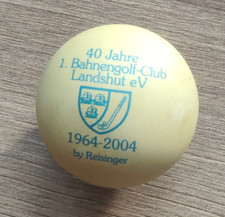 40 Jahre
1. Bahnengolf-Club
Landshut eV
1964-2004
by Reisinger